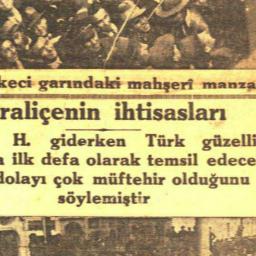 keci garındaki mahşerî manza
raliçenin ihtisasları
H. giderken Türk güzelli
ilk defa olarak temsil edece
dolayı çok müftehir olduğunu
söylemiştir